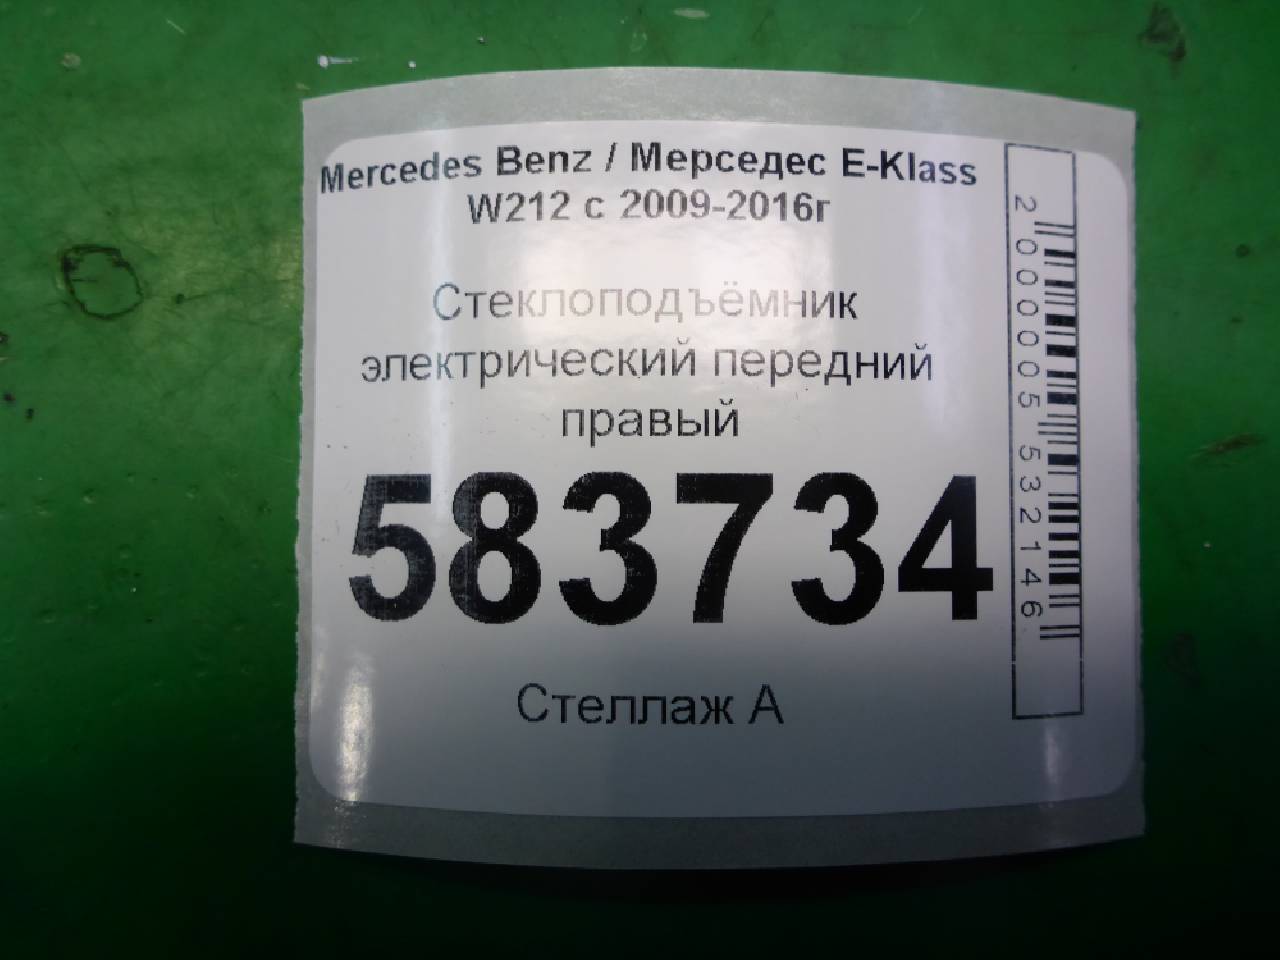 Mercedes Benz / Мерседес E-Klass
W212 с 2009-2016г
Стеклоподъёмник
электрический передний
правый
583734
Стеллаж А
2000005532146